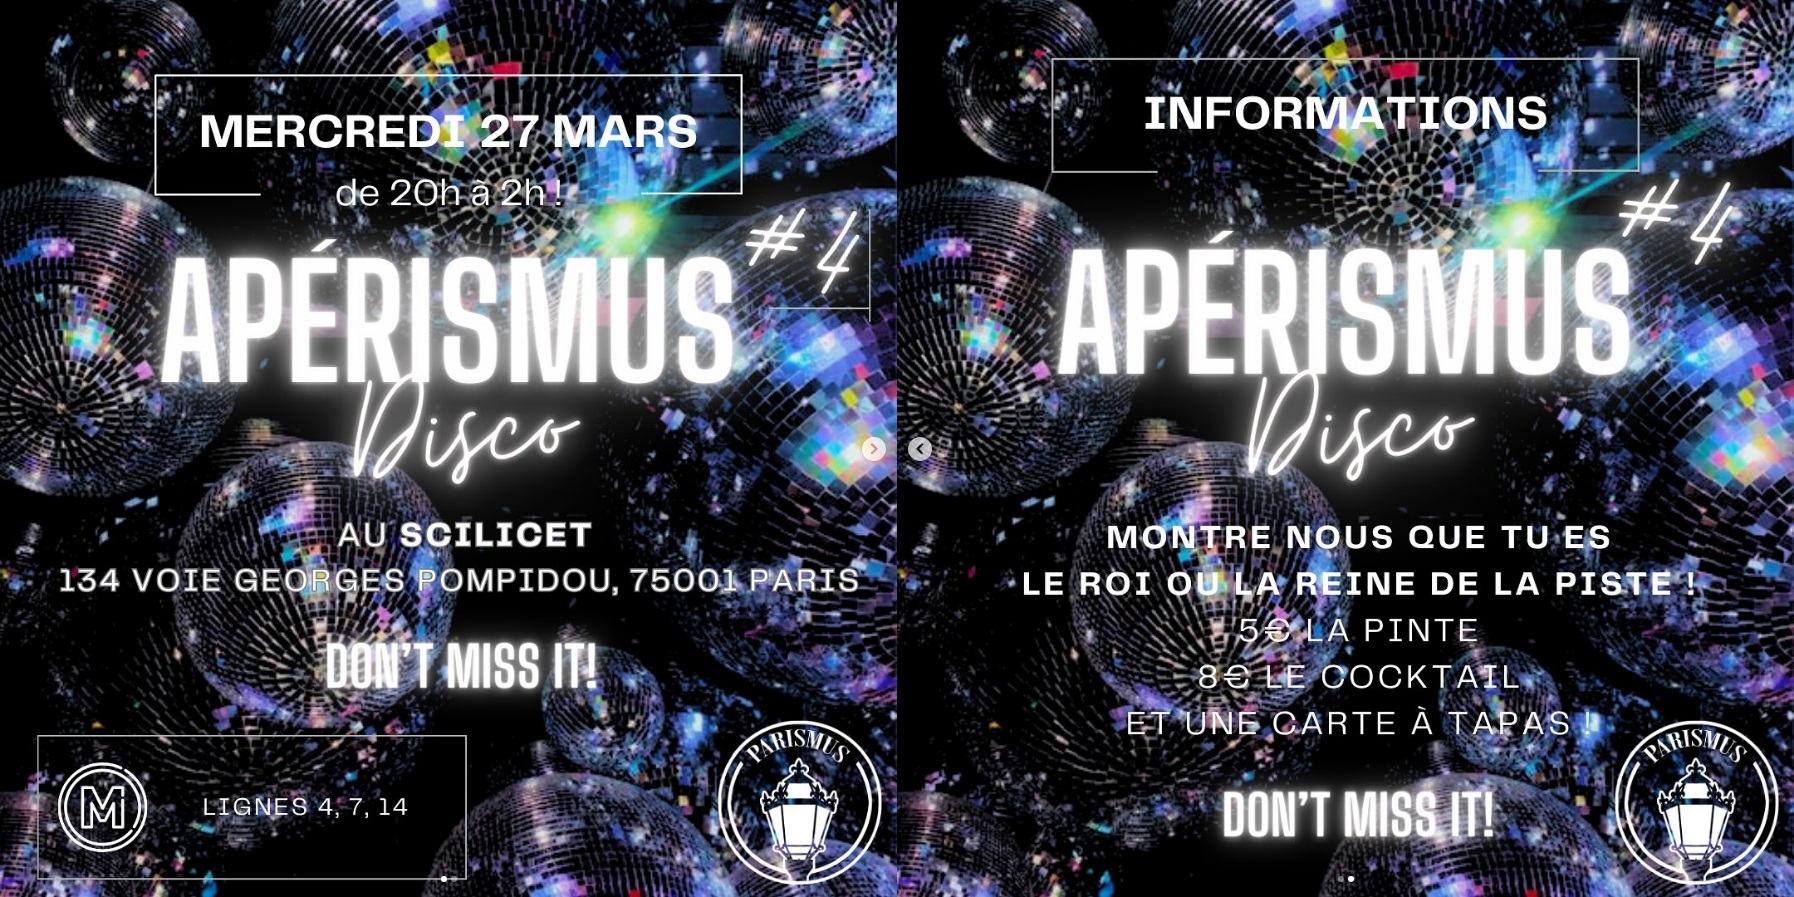 MERCREDI 27 MARS
de 20h à 2h !
#4
APÉRISMUS
Disco
AU SCILICET
134 VOIE GEORGES POMPIDOU, 75001 PARIS
DON'T MISS IT!
M
LIGNES 4, 7, 14
PARISMUS
INFORMATIONS
#4
APÉRISMUS
Disco
MONTRE NOUS QUE TU ES
LE ROI OU LA REINE DE LA PISTE !
5€ LA PINTE
8€ LE COCKTAIL
ET UNE CARTE À TAPAS !
DON'T MISS IT!
PARISMUS